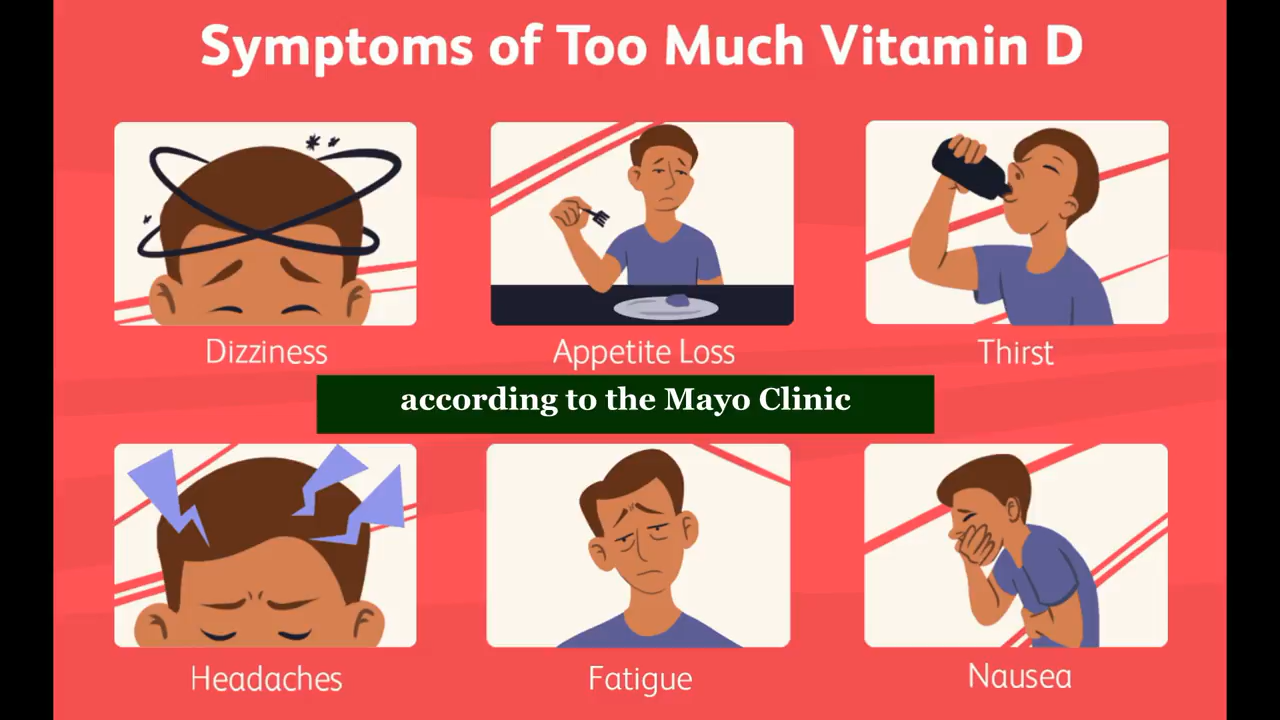 Symptoms of Too Much Vitamin D
Dizziness
Appetite Loss
Thirst
according to the Mayo Clinic
Headaches
Fatigue
Nausea